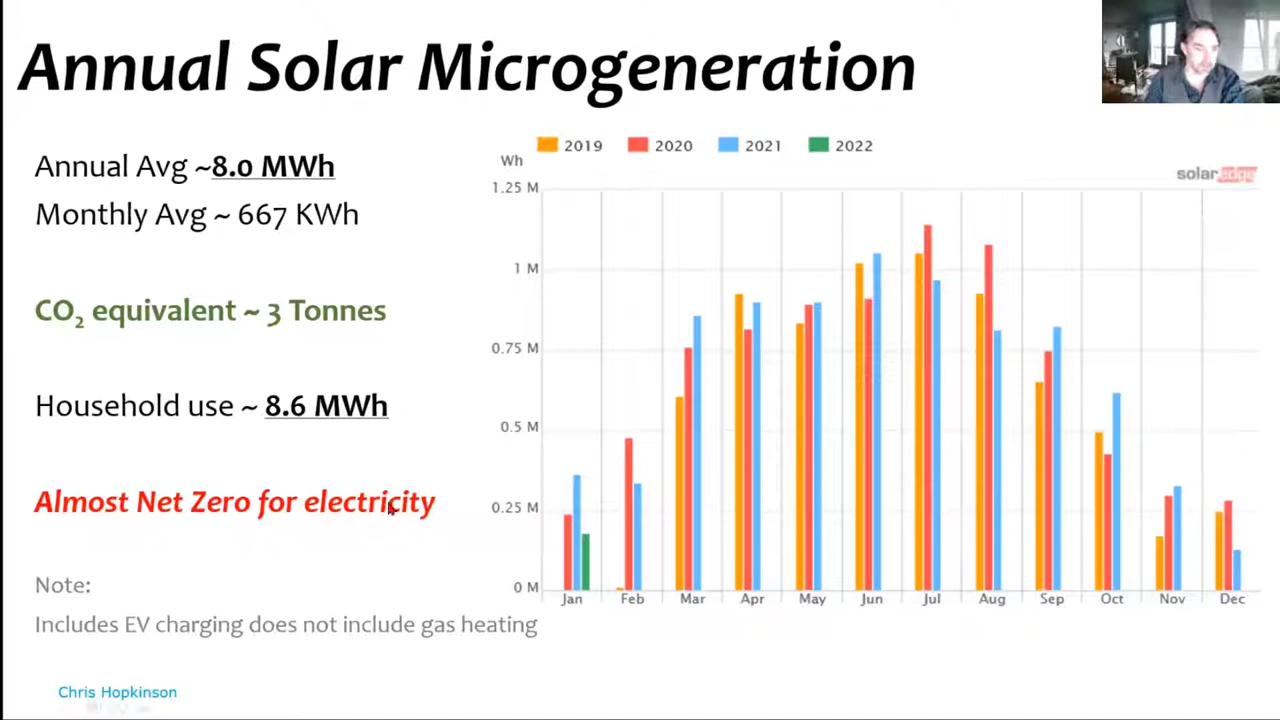 Annual Solar Microgeneration
Annual Avg ~8.0 MWh
Monthly Avg ~ 667 KWh
CO₂ equivalent ~ 3 Tonnes
Household use ~ 8.6 MWh
Almost Net Zero for electricity
Note:
Includes EV charging does not include gas heating
Chris Hopkinson
2019 2020 2021 2022
Wh
solaredge
1.25 M
1 M
0.75 M
0.5 M
0.25 M
0 M
Jan Feb Mar Apr May Jun Jul Aug Sep Oct Nov Dec